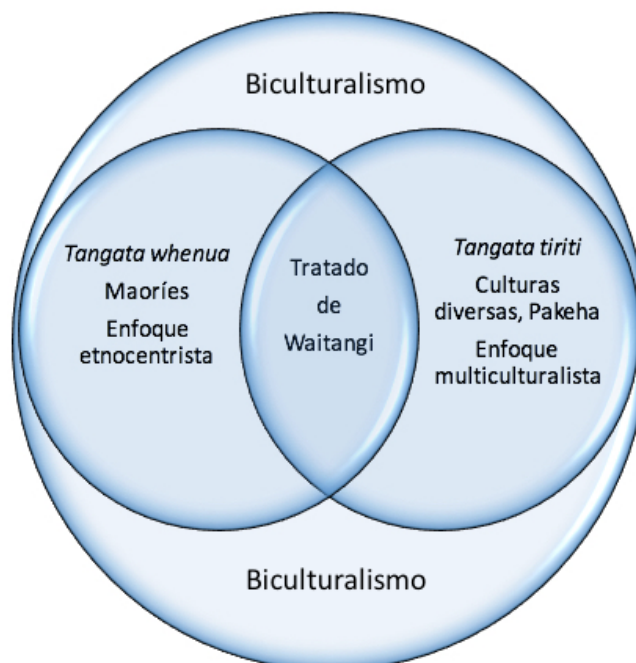 Biculturalismo
Tangata whenua
Maoríes
Enfoque
etnocentrista
Tratado
de
Waitangi
Tangata tiriti
Culturas
diversas, Pakeha
Enfoque
multiculturalista
Biculturalismo